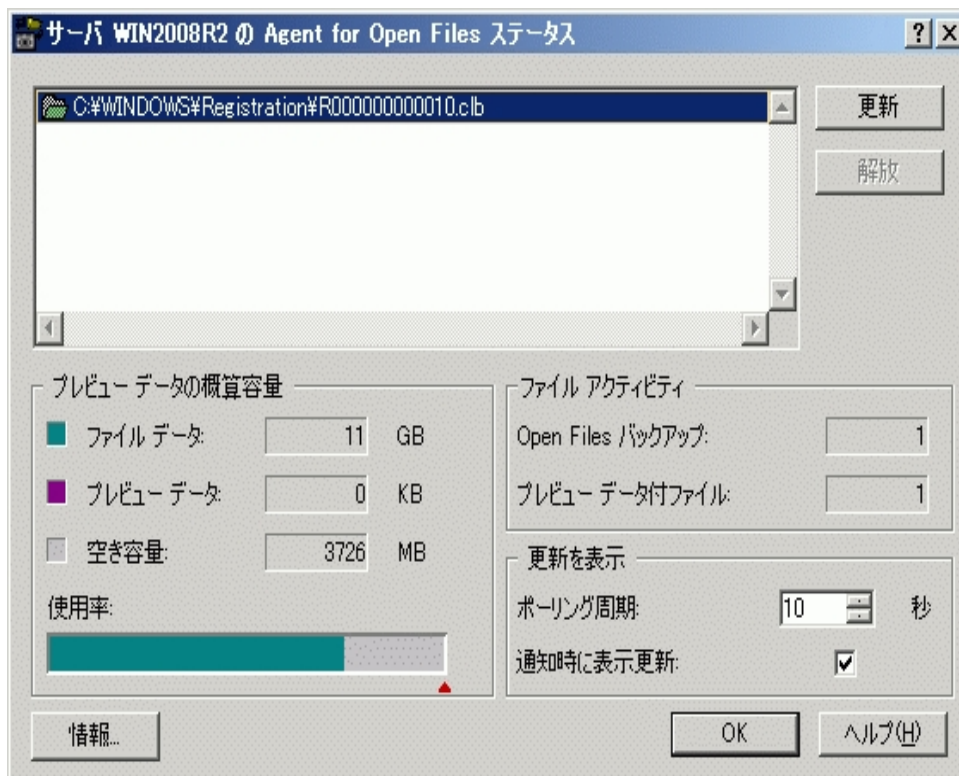 サーバ WIN2008R2 の Agent for Open Files ステータス
C:¥WINDOWS¥Registration¥R000000000010.clb
更新
解放
プレビュー データの概算容量
ファイル データ: 11 GB
プレビュー データ: 0 KB
空き容量: 3726 MB
使用率:
ファイル アクティビティ
Open Files バックアップ: 1
プレビュー データ付ファイル: 1
更新を表示
ポーリング周期: 10 秒
通知時に表示更新:
情報...
OK
ヘルプ(H)